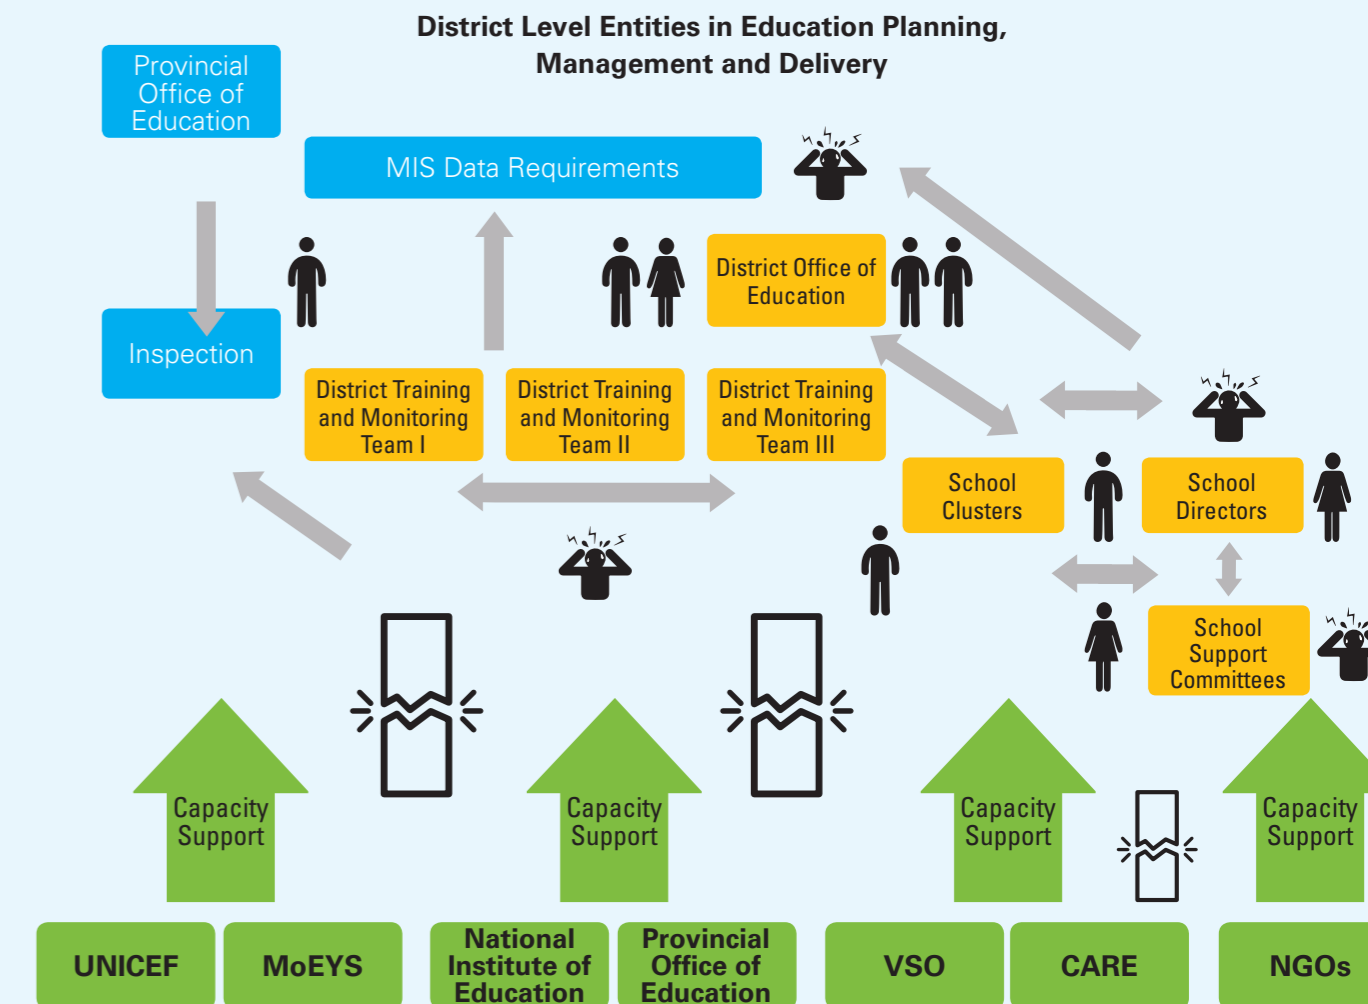 District Level Entities in Education Planning,
Management and Delivery
Provincial
Office of
Education
MIS Data Requirements
District Office of
Education
Inspection
District Training
and Monitoring
Team I
District Training
and Monitoring
Team II
District Training
and Monitoring
Team III
School
Clusters
School
Directors
School
Support
Committees
Capacity
Support
Capacity
Support
Capacity
Support
Capacity
Support
UNICEF
MoEYS
National
Institute of
Education
Provincial
Office of
Education
VSO
CARE
NGOs